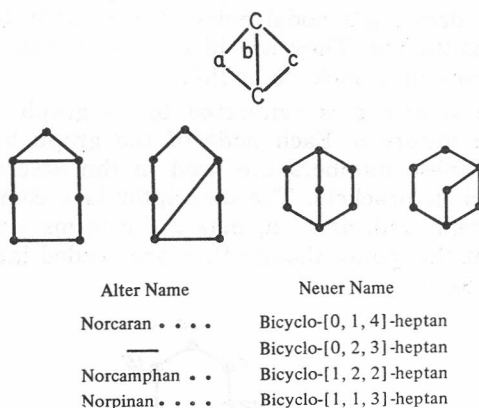 C
a b c
C
Alter Name Neuer Name
Norcaran . . . . Bicyclo-[0, 1, 4]-heptan
— Bicyclo-[0, 2, 3]-heptan
Norcamphan . . Bicyclo-[1, 2, 2]-heptan
Norpinan . . . . Bicyclo-[1, 1, 3]-heptan